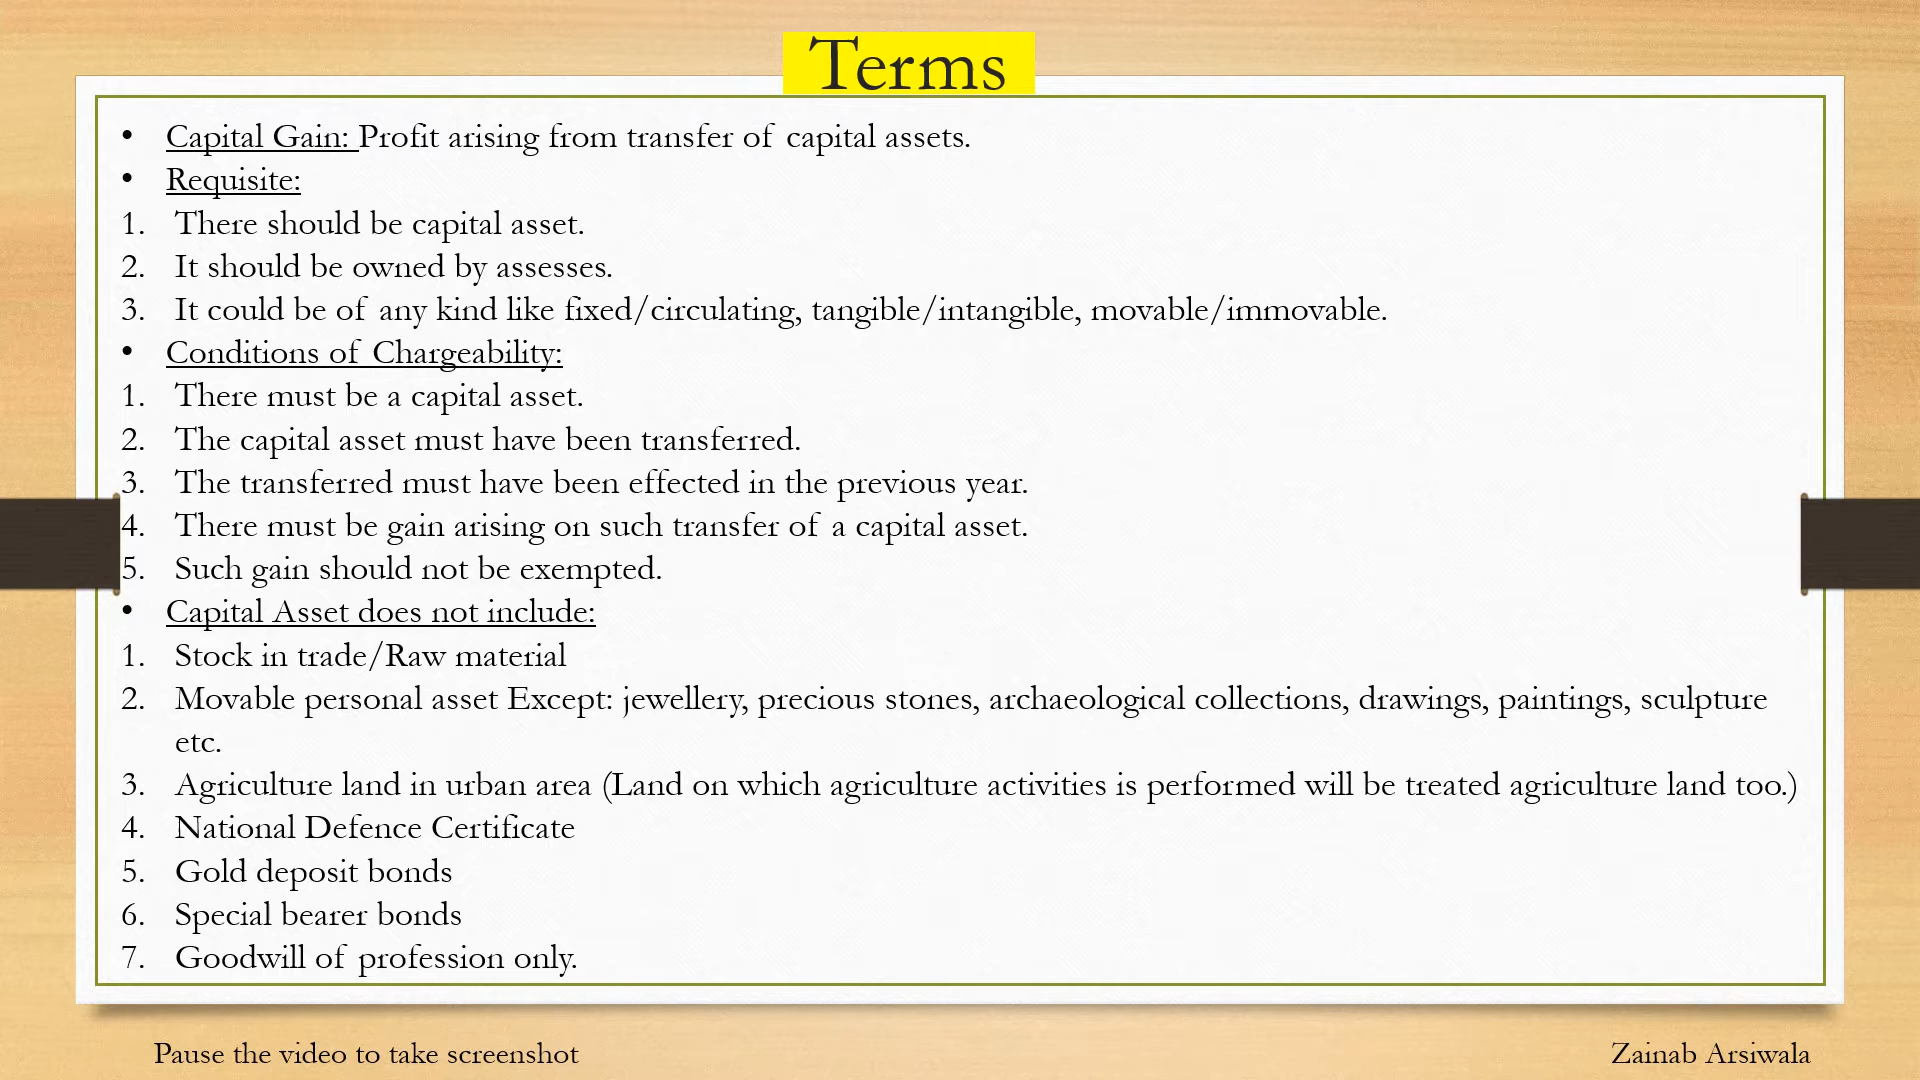 Terms
• Capital Gain: Profit arising from transfer of capital assets.
• Requisite:
1. There should be capital asset.
2. It should be owned by assesses.
3. It could be of any kind like fixed/circulating, tangible/intangible, movable/immovable.
• Conditions of Chargeability:
1. There must be a capital asset.
2. The capital asset must have been transferred.
3. The transferred must have been effected in the previous year.
4. There must be gain arising on such transfer of a capital asset.
5. Such gain should not be exempted.
• Capital Asset does not include:
1. Stock in trade/Raw material
2. Movable personal asset Except: jewellery, precious stones, archaeological collections, drawings, paintings, sculpture
etc.
3. Agriculture land in urban area (Land on which agriculture activities is performed will be treated agriculture land too.)
4. National Defence Certificate
5. Gold deposit bonds
6. Special bearer bonds
7. Goodwill of profession only.
Pause the video to take screenshot
Zainab Arsiwala